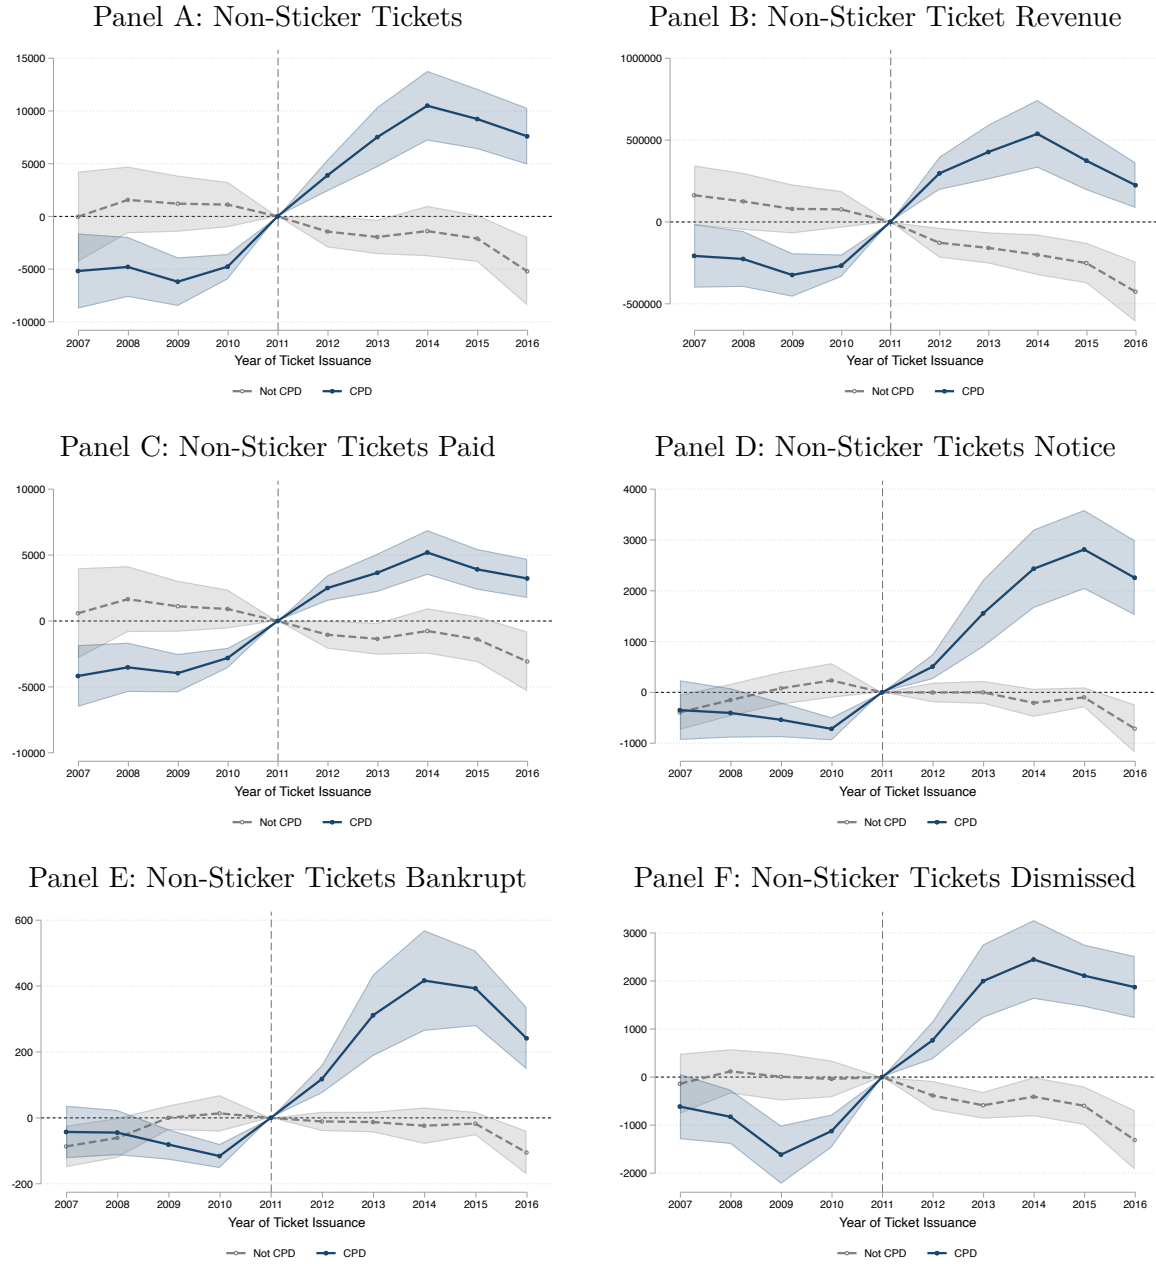 Panel A: Non-Sticker Tickets
15000
10000
5000
0
-5000
-10000
2007 2008 2009 2010 2011 2012 2013 2014 2015 2016
Year of Ticket Issuance
Not CPD CPD
Panel B: Non-Sticker Ticket Revenue
1000000
500000
0
-500000
2007 2008 2009 2010 2011 2012 2013 2014 2015 2016
Year of Ticket Issuance
Not CPD CPD
Panel C: Non-Sticker Tickets Paid
10000
5000
0
-5000
-10000
2007 2008 2009 2010 2011 2012 2013 2014 2015 2016
Year of Ticket Issuance
Not CPD CPD
Panel D: Non-Sticker Tickets Notice
4000
3000
2000
1000
0
-1000
2007 2008 2009 2010 2011 2012 2013 2014 2015 2016
Year of Ticket Issuance
Not CPD CPD
Panel E: Non-Sticker Tickets Bankrupt
600
400
200
0
-200
2007 2008 2009 2010 2011 2012 2013 2014 2015 2016
Year of Ticket Issuance
Not CPD CPD
Panel F: Non-Sticker Tickets Dismissed
3000
2000
1000
0
-1000
-2000
2007 2008 2009 2010 2011 2012 2013 2014 2015 2016
Year of Ticket Issuance
Not CPD CPD